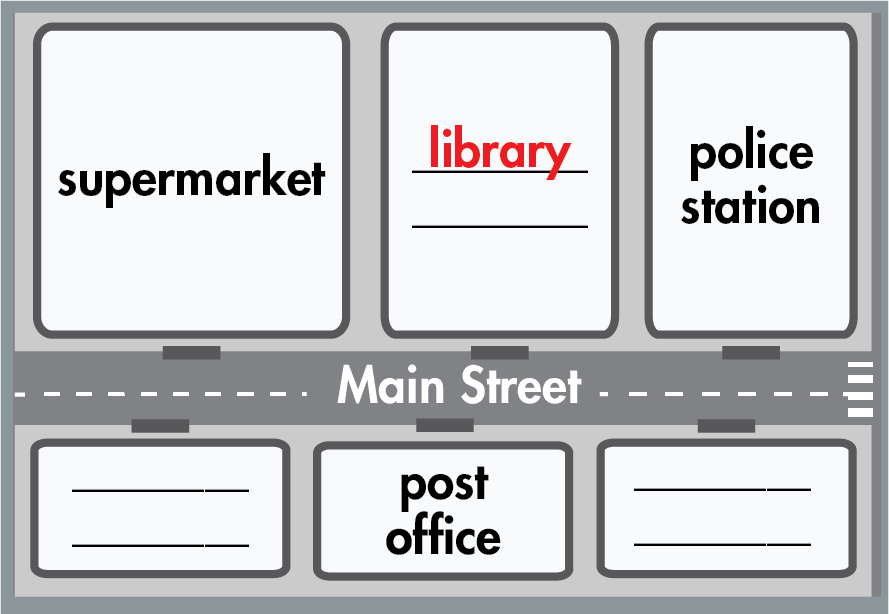 supermarket
library
police
station
Main Street
post
office